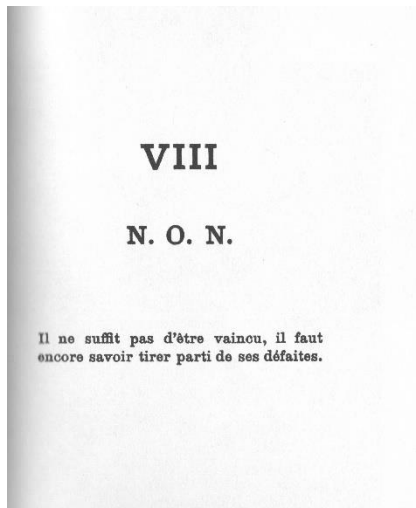 VIII
N. O. N.
Il ne suffit pas d'être vaincu, il faut
encore savoir tirer parti de ses défaites.